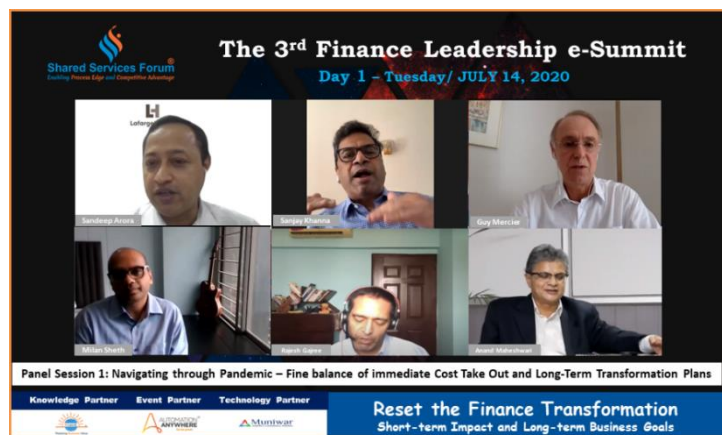 The 3rd Finance Leadership e-Summit
Day 1 – Tuesday/ JULY 14, 2020
Shared Services Forum®
Enabling Process Edge and Competitive Advantage
LH
Sandeep Arora
Sanjay Khanna
Guy Mercier
Milan Sheth
Rajesh Gajera
Anand Maheshwari
Panel Session 1: Navigating through Pandemic – Fine balance of immediate Cost Take Out and Long-Term Transformation Plans
Knowledge Partner Event Partner Technology Partner
AUTOMATION ANYWHERE
Muniwar
Reset the Finance Transformation
Short-term Impact and Long-term Business Goals